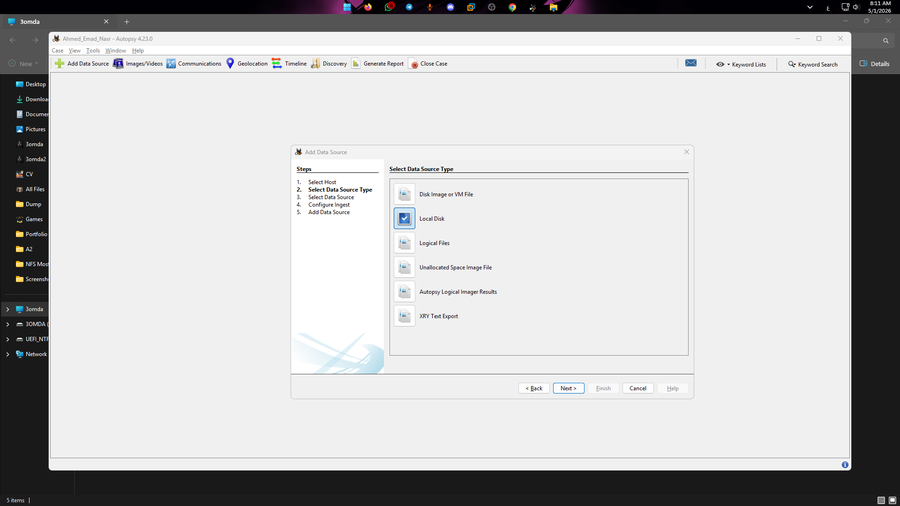 8:11 AM
5/1/2026
3omda
Ahmed_Emad_Nasr - Autopsy 4.23.0
New
Case View Tools Window Help
Add Data Source Images/Videos Communications Geolocation Timeline Discovery Generate Report Close Case Keyword Lists Keyword Search
Details
Desktop
Downloa
Documen
Pictures
3omda
3omda2
CV
All Files
Dump
Games
Portfolio
A2
NFS Most
Screensh
3omda
3OMDA (
UEFI_NTF
Network
Add Data Source
Steps
1. Select Host
2. Select Data Source Type
3. Select Data Source
4. Configure Ingest
5. Add Data Source
Select Data Source Type
Disk Image or VM File
Local Disk
Logical Files
Unallocated Space Image File
Autopsy Logical Imager Results
XRY Text Export
< Back Next > Finish Cancel Help
5 items